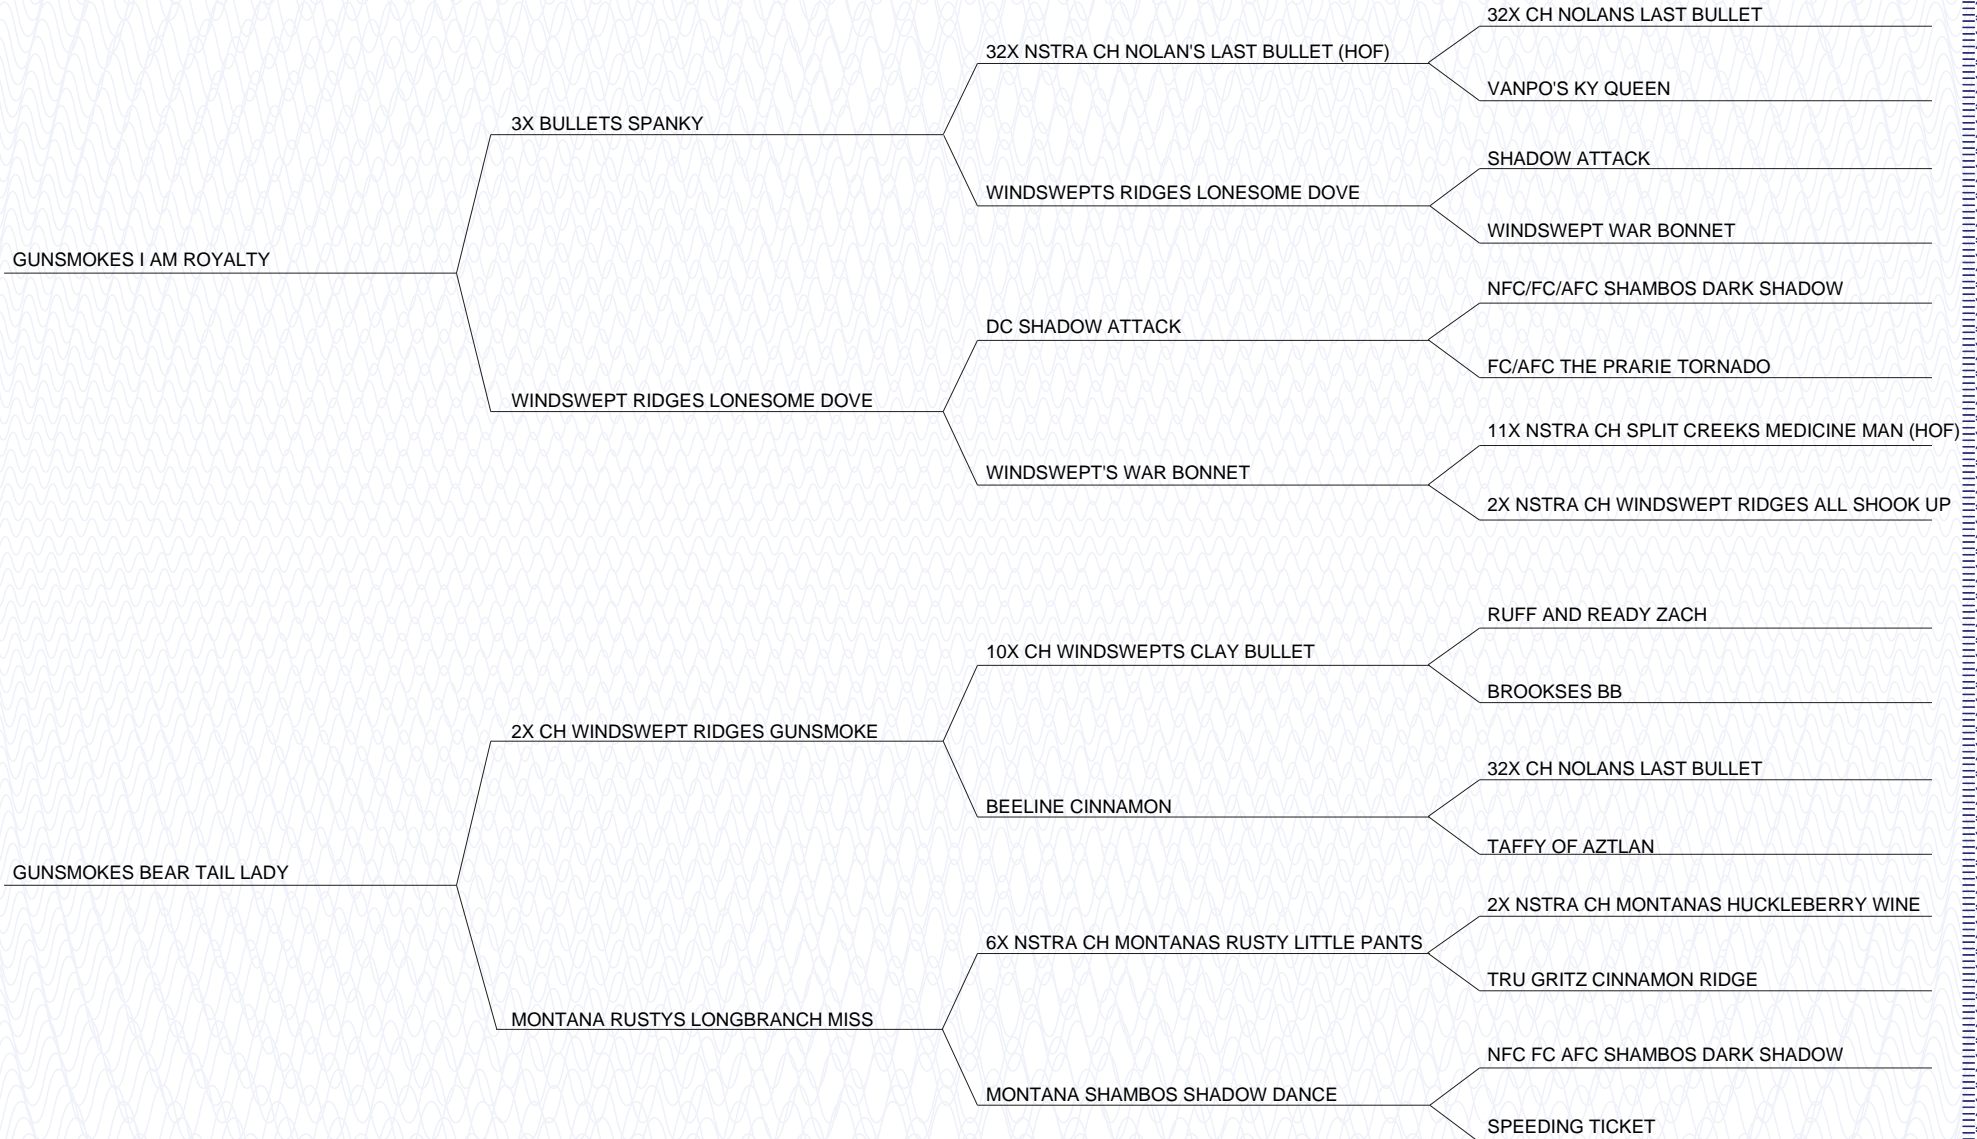 32X CH NOLANS LAST BULLET
32X NSTRA CH NOLAN'S LAST BULLET (HOF)
VANPO'S KY QUEEN
3X BULLETS SPANKY
SHADOW ATTACK
WINDSWEPTS RIDGES LONESOME DOVE
WINDSWEPT WAR BONNET
GUNSMOKES I AM ROYALTY
NFC/FC/AFC SHAMBOS DARK SHADOW
DC SHADOW ATTACK
FC/AFC THE PRARIE TORNADO
WINDSWEPT RIDGES LONESOME DOVE
11X NSTRA CH SPLIT CREEKS MEDICINE MAN (HOF)
WINDSWEPT'S WAR BONNET
2X NSTRA CH WINDSWEPT RIDGES ALL SHOOK UP
RUFF AND READY ZACH
10X CH WINDSWEPTS CLAY BULLET
BROOKSES BB
2X CH WINDSWEPT RIDGES GUNSMOKE
32X CH NOLANS LAST BULLET
BEELINE CINNAMON
TAFFY OF AZTLAN
GUNSMOKES BEAR TAIL LADY
2X NSTRA CH MONTANAS HUCKLEBERRY WINE
6X NSTRA CH MONTANAS RUSTY LITTLE PANTS
TRU GRITZ CINNAMON RIDGE
MONTANA RUSTYS LONGBRANCH MISS
NFC FC AFC SHAMBOS DARK SHADOW
MONTANA SHAMBOS SHADOW DANCE
SPEEDING TICKET